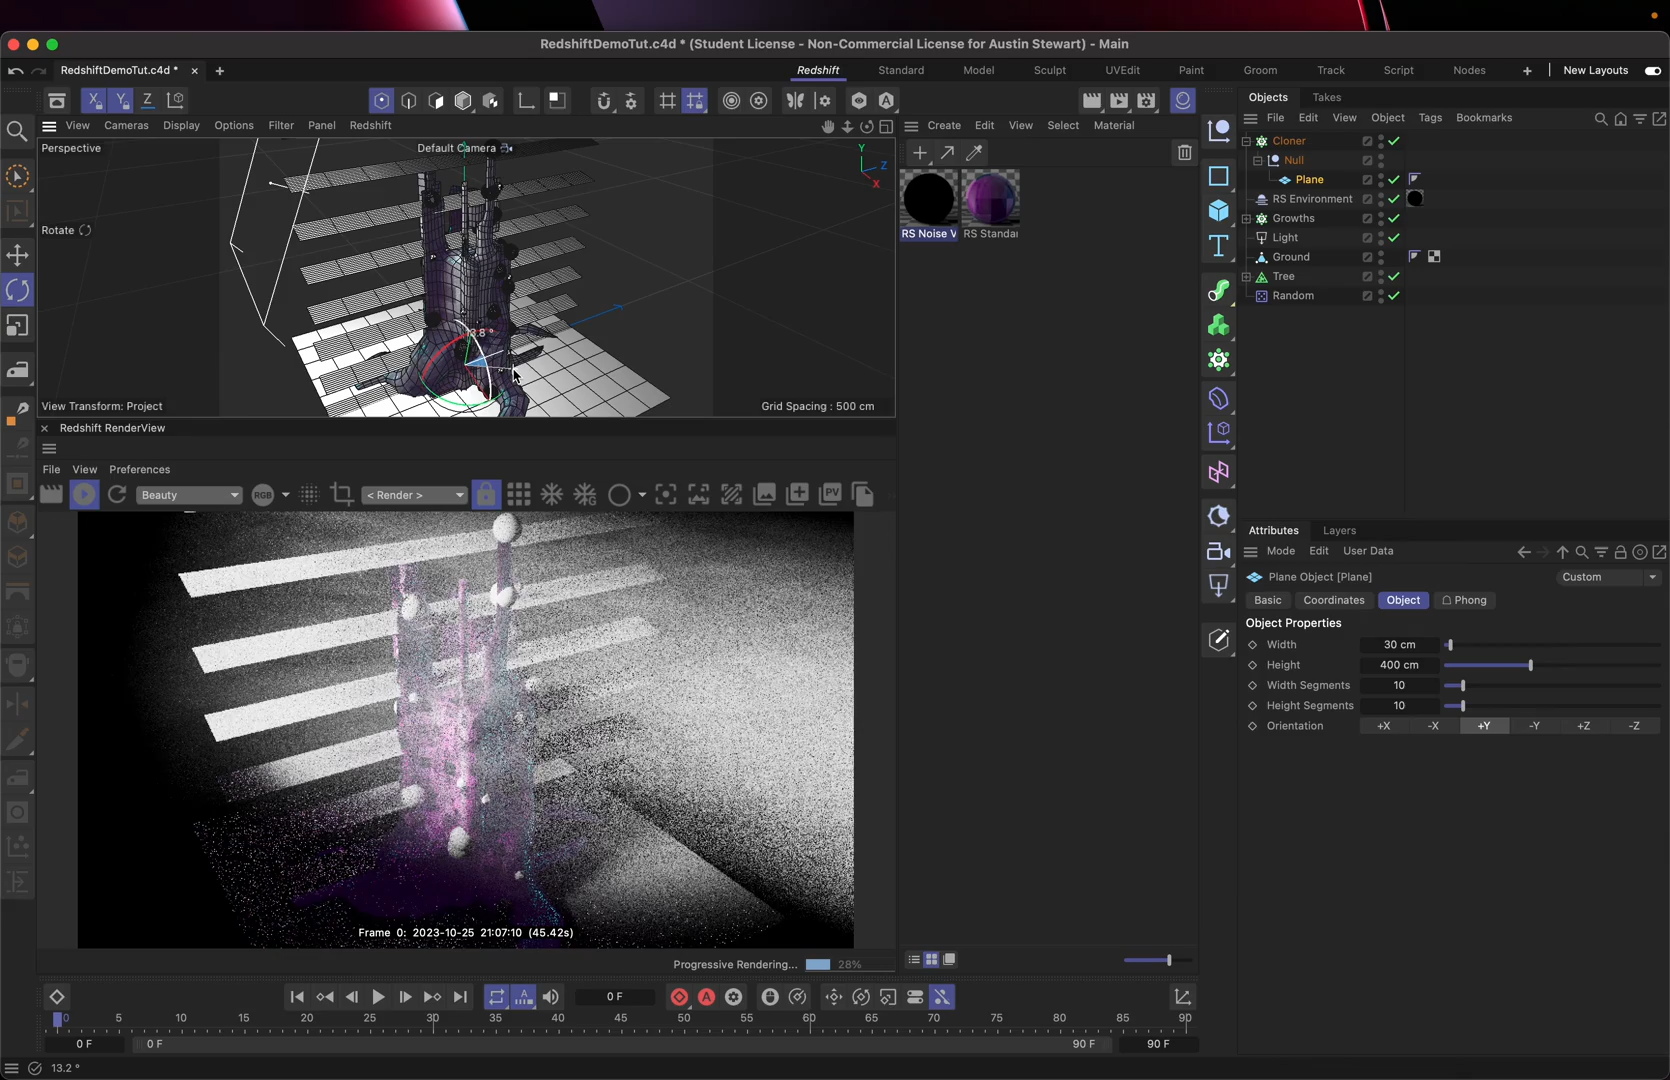 RedshiftDemoTut.c4d * (Student License - Non-Commercial License for Austin Stewart) - Main
RedshiftDemoTut.c4d *
Redshift Standard Model Sculpt UVEdit Paint Groom Track Script Nodes New Layouts
Objects Takes
View Cameras Display Options Filter Panel Redshift
Create Edit View Select Material
File Edit View Object Tags Bookmarks
Perspective
Default Camera
Y
Z
X
Rotate
13.8 °
View Transform: Project
Grid Spacing : 500 cm
RS Noise V
RS Standar
Cloner
Null
Plane
RS Environment
Growths
Light
Ground
Tree
Random
Redshift RenderView
File View Preferences
Beauty
RGB
< Render >
PV
Frame 0: 2023-10-25 21:07:10 (45.42s)
Progressive Rendering... 28%
Attributes Layers
Mode Edit User Data
Plane Object [Plane]
Custom
Basic Coordinates Object Phong
Object Properties
Width 30 cm
Height 400 cm
Width Segments 10
Height Segments 10
Orientation +X -X +Y -Y +Z -Z
0 F
0 5 10 15 20 25 30 35 40 45 50 55 60 65 70 75 80 85 90
0 F 0 F 90 F 90 F
13.2 °